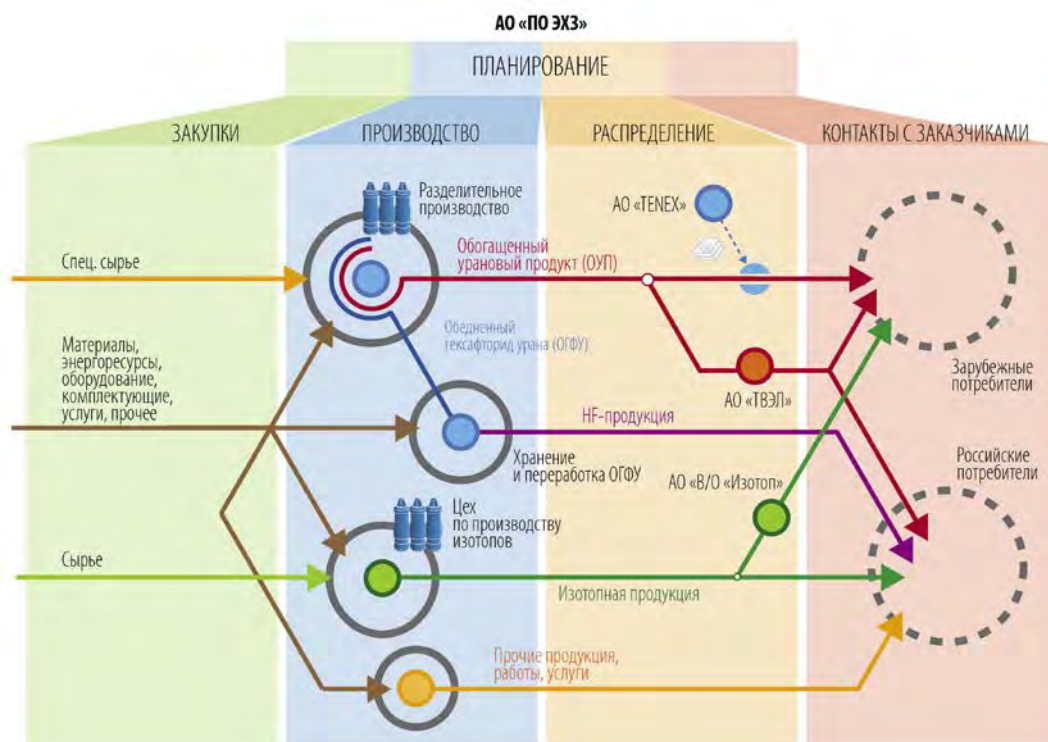 АО «ПО ЭХЗ»
ПЛАНИРОВАНИЕ
ЗАКУПКИ
ПРОИЗВОДСТВО
РАСПРЕДЕЛЕНИЕ
КОНТАКТЫ С ЗАКАЗЧИКАМИ
Разделительное
производство
АО «TENEX»
Спец. сырье
Обогащенный
урановый продукт (ОУП)
Обедненный
гексафторид урана (ОГФУ)
Материалы,
энергоресурсы,
оборудование,
комплектующие,
услуги, прочее
АО «ТВЭЛ»
Зарубежные
потребители
HF-продукция
Хранение
и переработка ОГФУ
АО «В/О «Изотоп»
Российские
потребители
Цех
по производству
изотопов
Сырье
Изотопная продукция
Прочие продукция,
работы, услуги